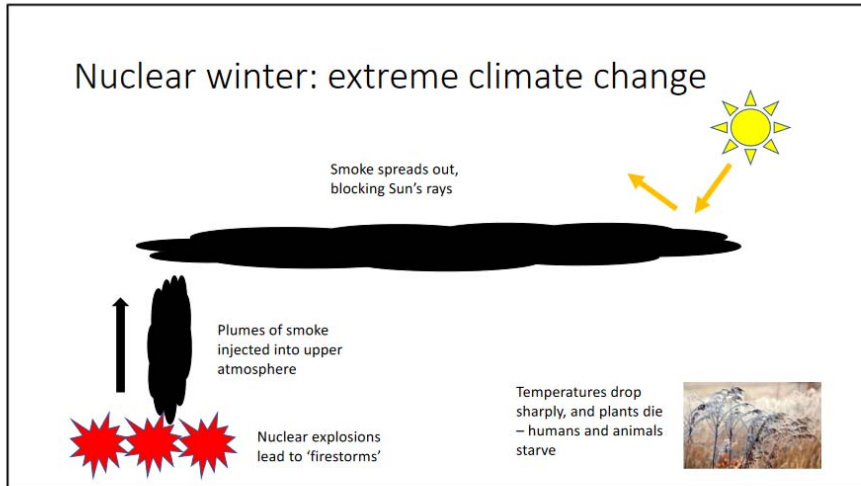 Nuclear winter: extreme climate change
Smoke spreads out,
blocking Sun’s rays
Plumes of smoke
injected into upper
atmosphere
Nuclear explosions
lead to ‘firestorms’
Temperatures drop
sharply, and plants die
– humans and animals
starve